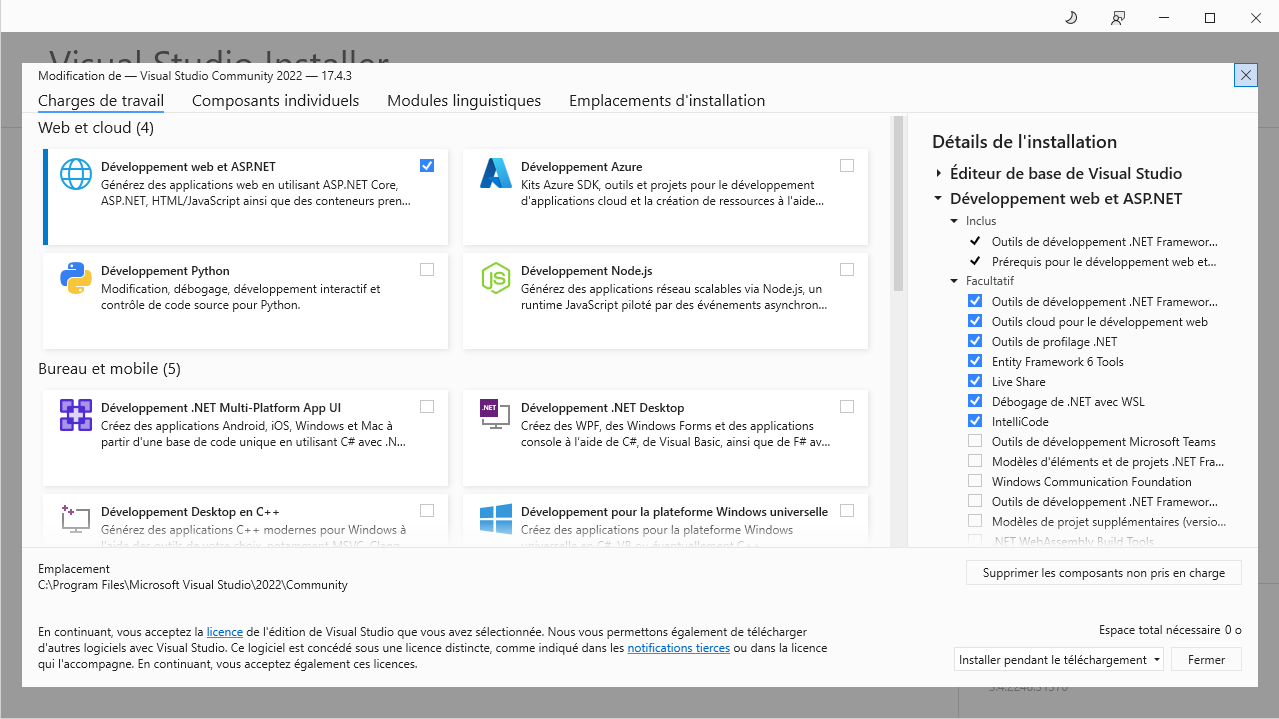 Visual Studio Installer
Modification de — Visual Studio Community 2022 — 17.4.3
Charges de travail
Composants individuels
Modules linguistiques
Emplacements d'installation
Web et cloud (4)
Développement web et ASP.NET
Générez des applications web en utilisant ASP.NET Core,
ASP.NET, HTML/JavaScript ainsi que des conteneurs pren...
Développement Azure
Kits Azure SDK, outils et projets pour le développement
d'applications cloud et la création de ressources à l'aide...
Développement Python
Modification, débogage, développement interactif et
contrôle de code source pour Python.
Développement Node.js
Générez des applications réseau scalables via Node.js, un
runtime JavaScript piloté par des événements asynchron...
Bureau et mobile (5)
Développement .NET Multi-Platform App UI
Créez des applications Android, iOS, Windows et Mac à
partir d'une base de code unique en utilisant C# avec .N...
.NET
Développement .NET Desktop
Créez des WPF, des Windows Forms et des applications
console à l'aide de C#, de Visual Basic, ainsi que de F# av...
Développement Desktop en C++
Générez des applications C++ modernes pour Windows à
l'aide des outils de votre choix, notamment MSVC, Clang,
Développement pour la plateforme Windows universelle
Créez des applications pour la plateforme Windows
universelle en C#, VB ou éventuellement C++.
Détails de l'installation
Éditeur de base de Visual Studio
Développement web et ASP.NET
Inclus
Outils de développement .NET Framewor...
Prérequis pour le développement web et...
Facultatif
Outils de développement .NET Framewor...
Outils cloud pour le développement web
Outils de profilage .NET
Entity Framework 6 Tools
Live Share
Débogage de .NET avec WSL
IntelliCode
Outils de développement Microsoft Teams
Modèles d'éléments et de projets .NET Fra...
Windows Communication Foundation
Outils de développement .NET Framewor...
Modèles de projet supplémentaires (versio...
.NET WebAssembly Build Tools
Emplacement
C:\Program Files\Microsoft Visual Studio\2022\Community
Supprimer les composants non pris en charge
En continuant, vous acceptez la licence de l'édition de Visual Studio que vous avez sélectionnée. Nous vous permettons également de télécharger
d'autres logiciels avec Visual Studio. Ce logiciel est concédé sous une licence distincte, comme indiqué dans les notifications tierces ou dans la licence
qui l'accompagne. En continuant, vous acceptez également ces licences.
Espace total nécessaire 0 o
Installer pendant le téléchargement
Fermer